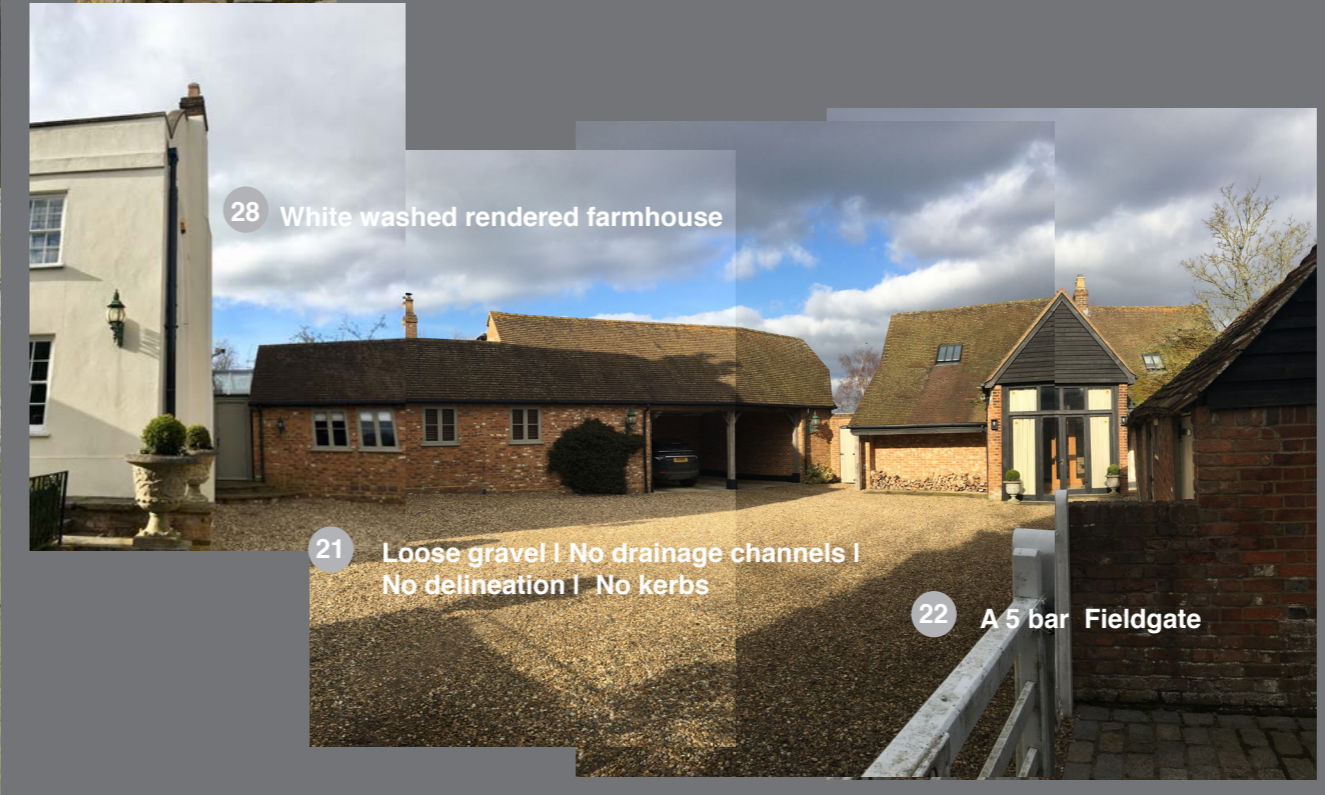 28 White washed rendered farmhouse
21 Loose gravel I No drainage channels I
No delineation I No kerbs
22 A 5 bar Fieldgate